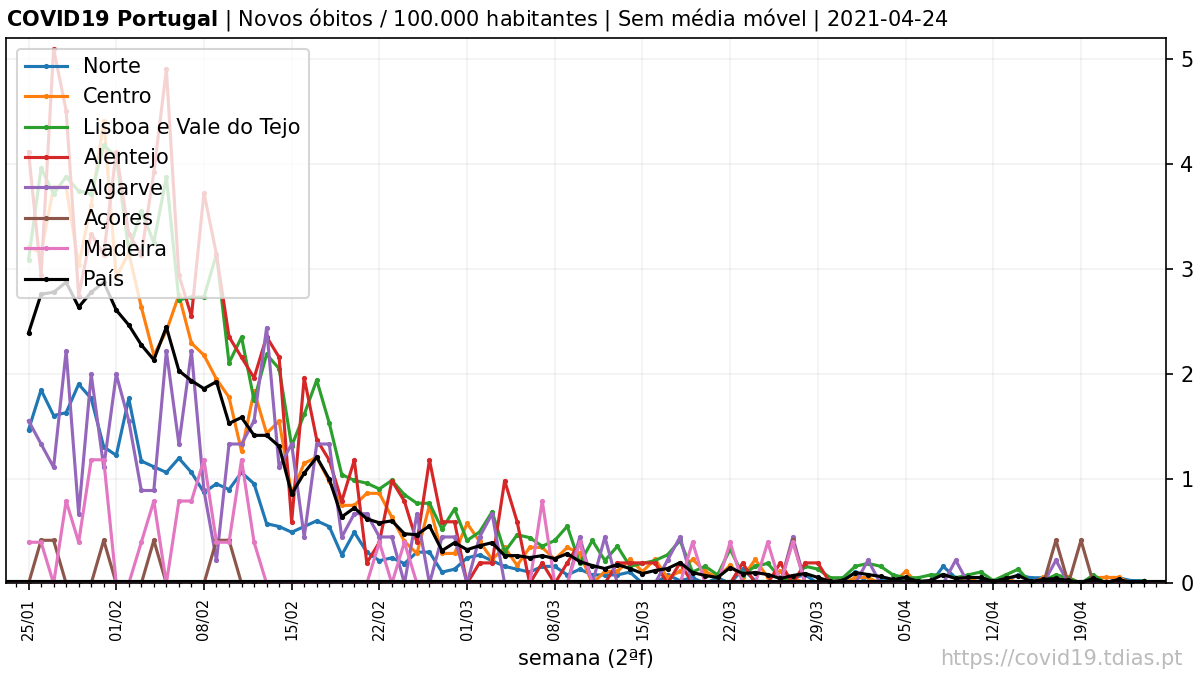 COVID19 Portugal | Novos óbitos / 100.000 habitantes | Sem média móvel | 2021-04-24
Norte
Centro
Lisboa e Vale do Tejo
Alentejo
Algarve
Açores
Madeira
País
5
4
3
2
1
0
25/01
01/02
08/02
15/02
22/02
01/03
08/03
15/03
22/03
29/03
05/04
12/04
19/04
semana (2ªf)
https://covid19.tdias.pt